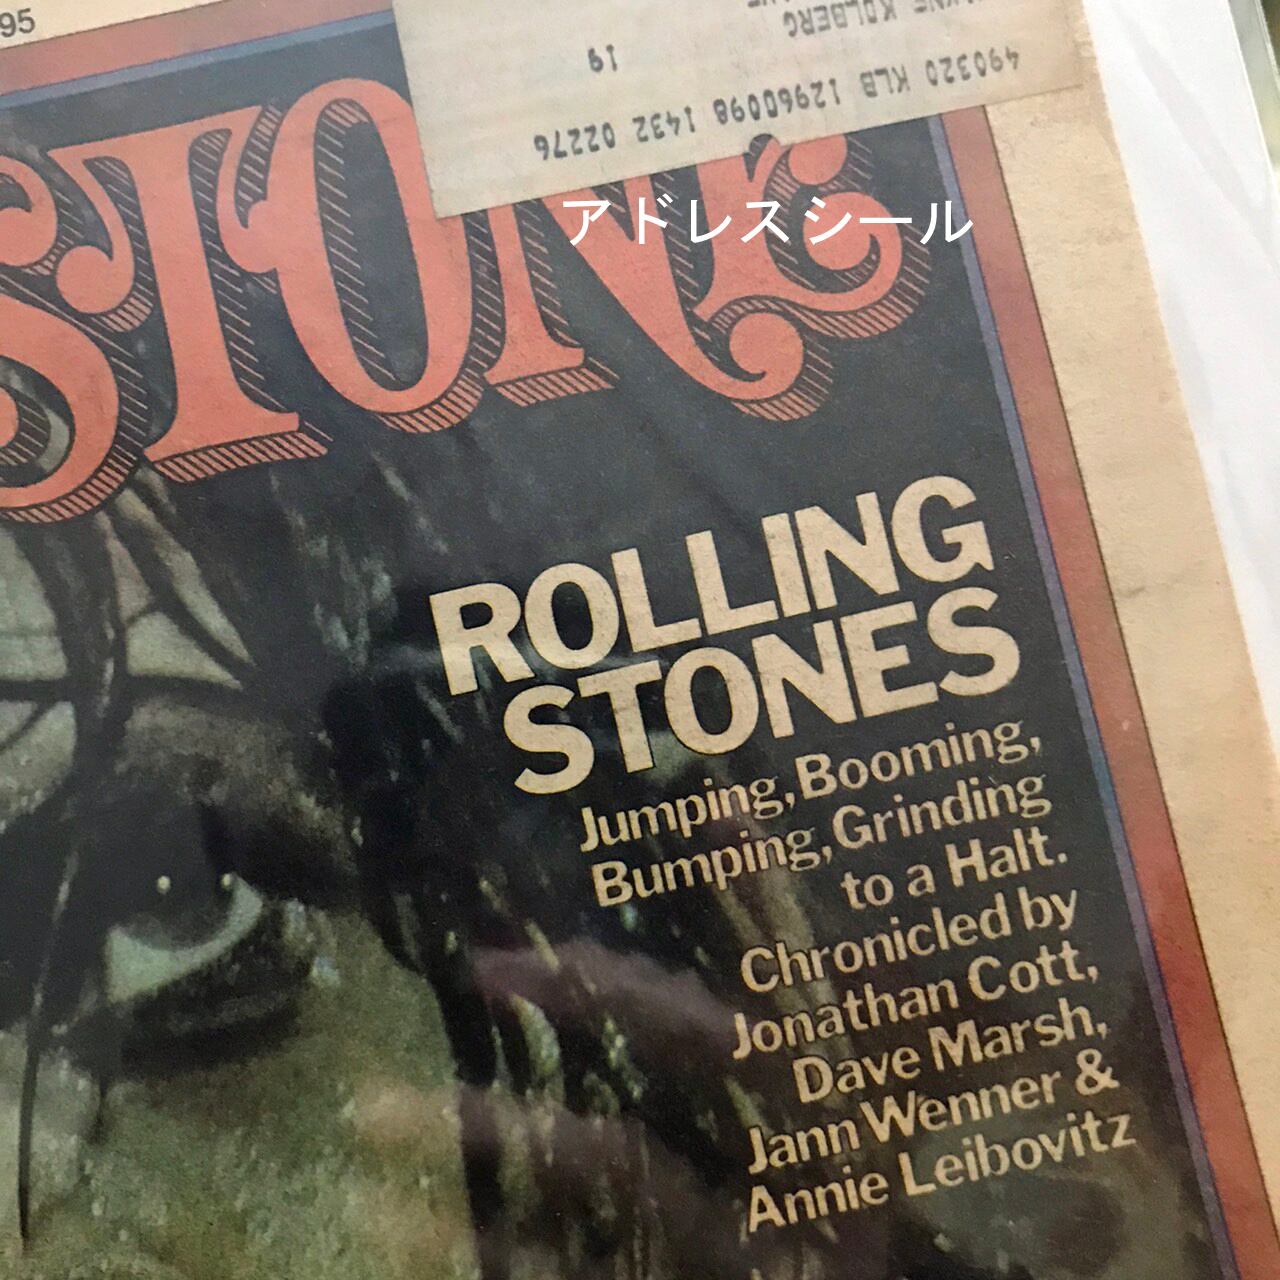 95
490320 KLB 12960098 1432 02276
KOLBERG
19
STONE
アドレスシール
ROLLING
STONES
Jumping, Booming,
Bumping, Grinding
to a Halt.
Chronicled by
Jonathan Cott,
Dave Marsh,
Jann Wenner &
Annie Leibovitz